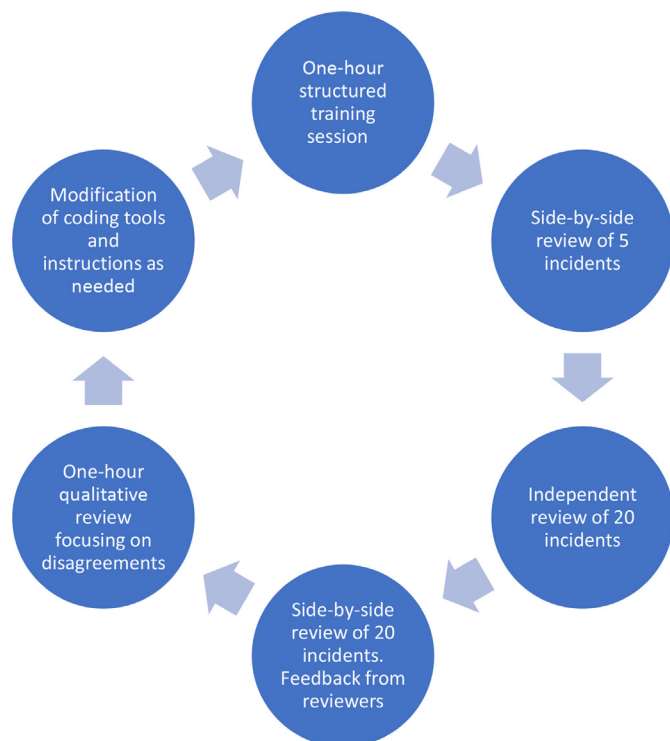 One-hour
structured
training
session
Side-by-side
review of 5
incidents
Independent
review of 20
incidents
Side-by-side
review of 20
incidents.
Feedback from
reviewers
One-hour
qualitative
review
focusing on
disagreements
Modification
of coding tools
and
instructions as
needed